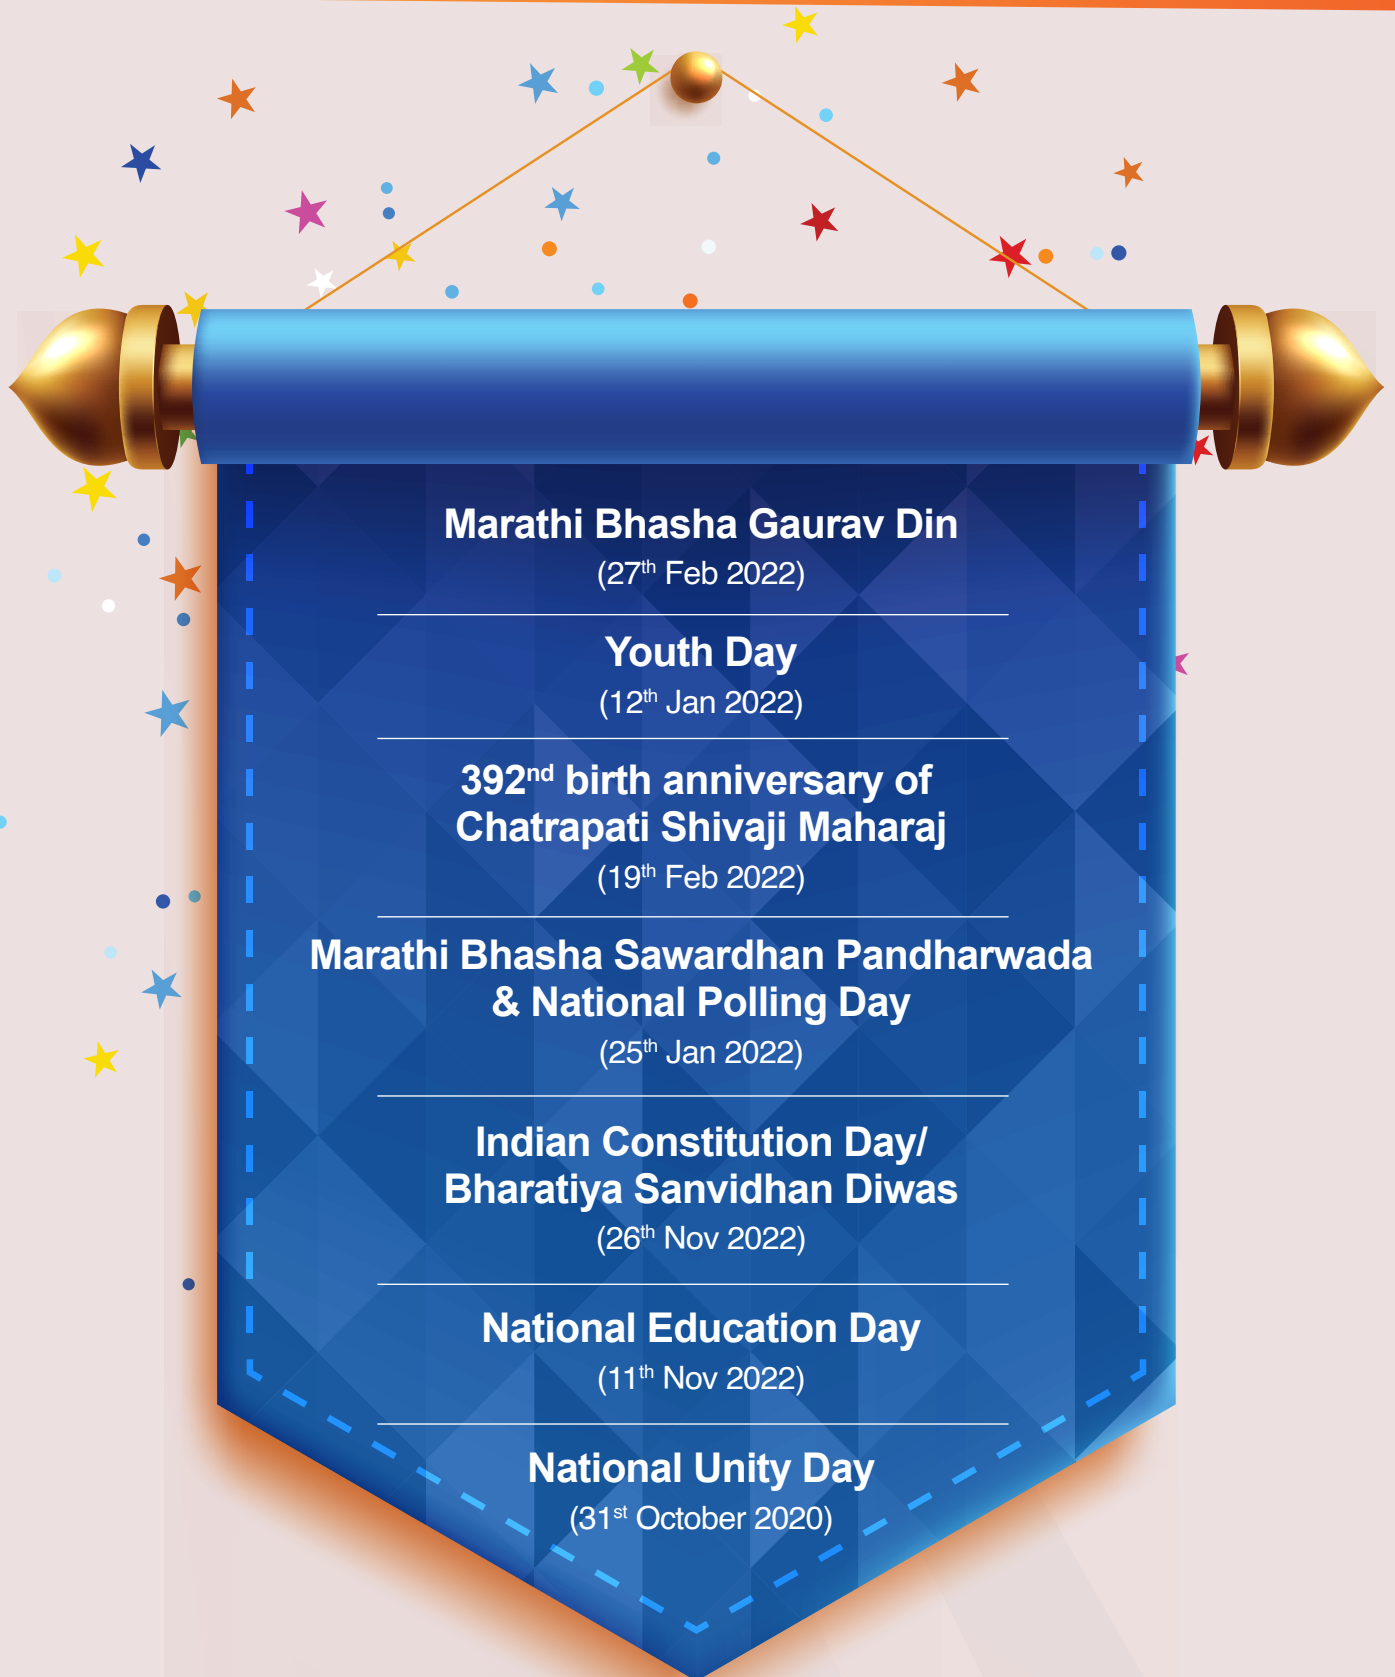 Marathi Bhasha Gaurav Din
(27th Feb 2022)
Youth Day
(12th Jan 2022)
392nd birth anniversary of
Chatrapati Shivaji Maharaj
(19th Feb 2022)
Marathi Bhasha Sawardhan Pandharwada
& National Polling Day
(25th Jan 2022)
Indian Constitution Day/
Bharatiya Sanvidhan Diwas
(26th Nov 2022)
National Education Day
(11th Nov 2022)
National Unity Day
(31st October 2020)